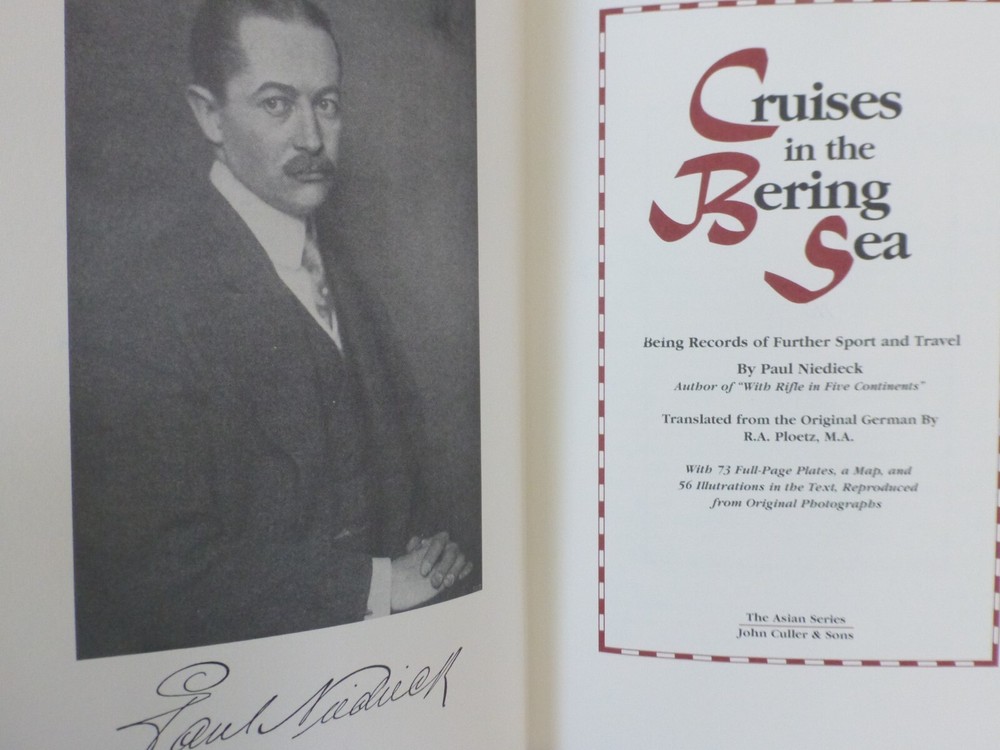 Paul Niedieck
Cruises
in the
Bering
Sea
Being Records of Further Sport and Travel
By Paul Niedieck
Author of "With Rifle in Five Continents"
Translated from the Original German By
R.A. Ploetz, M.A.
With 73 Full-Page Plates, a Map, and
56 Illutrations in the Text, Reproduced
from Original Photographs
The Asian Series
John Culler & Sons